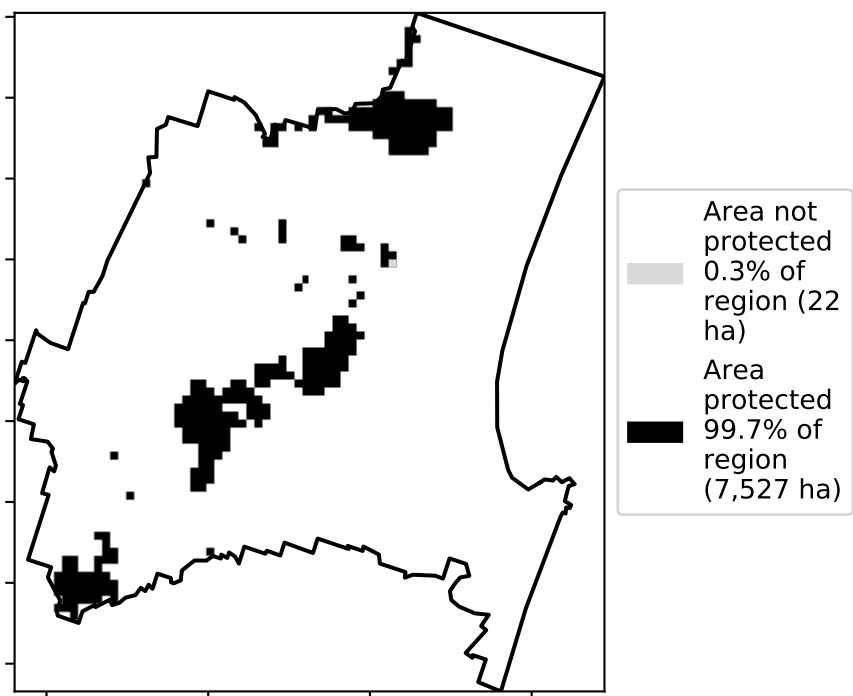 Area not
protected
0.3% of
region (22
ha)
Area
protected
99.7% of
region
(7,527 ha)